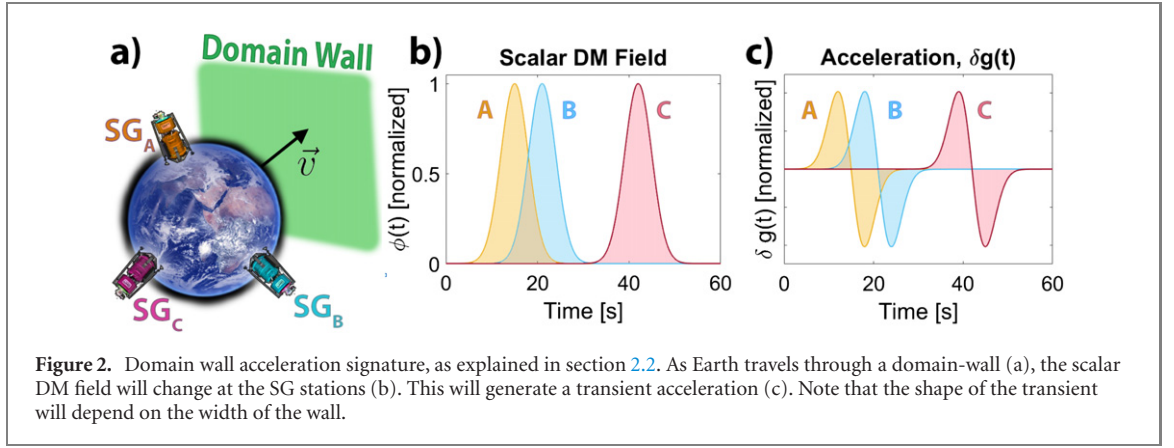 a)
Domain Wall
SG_A
v⃗
SG_C
SG_B
b)
Scalar DM Field
ϕ(t) [normalized]
1
0.5
0
A
B
C
0
20
40
60
Time [s]
c)
Acceleration, δg(t)
δ g(t) [normalized]
A
B
C
0
20
40
60
Time [s]
Figure 2. Domain wall acceleration signature, as explained in section 2.2. As Earth travels through a domain-wall (a), the scalar
DM field will change at the SG stations (b). This will generate a transient acceleration (c). Note that the shape of the transient
will depend on the width of the wall.